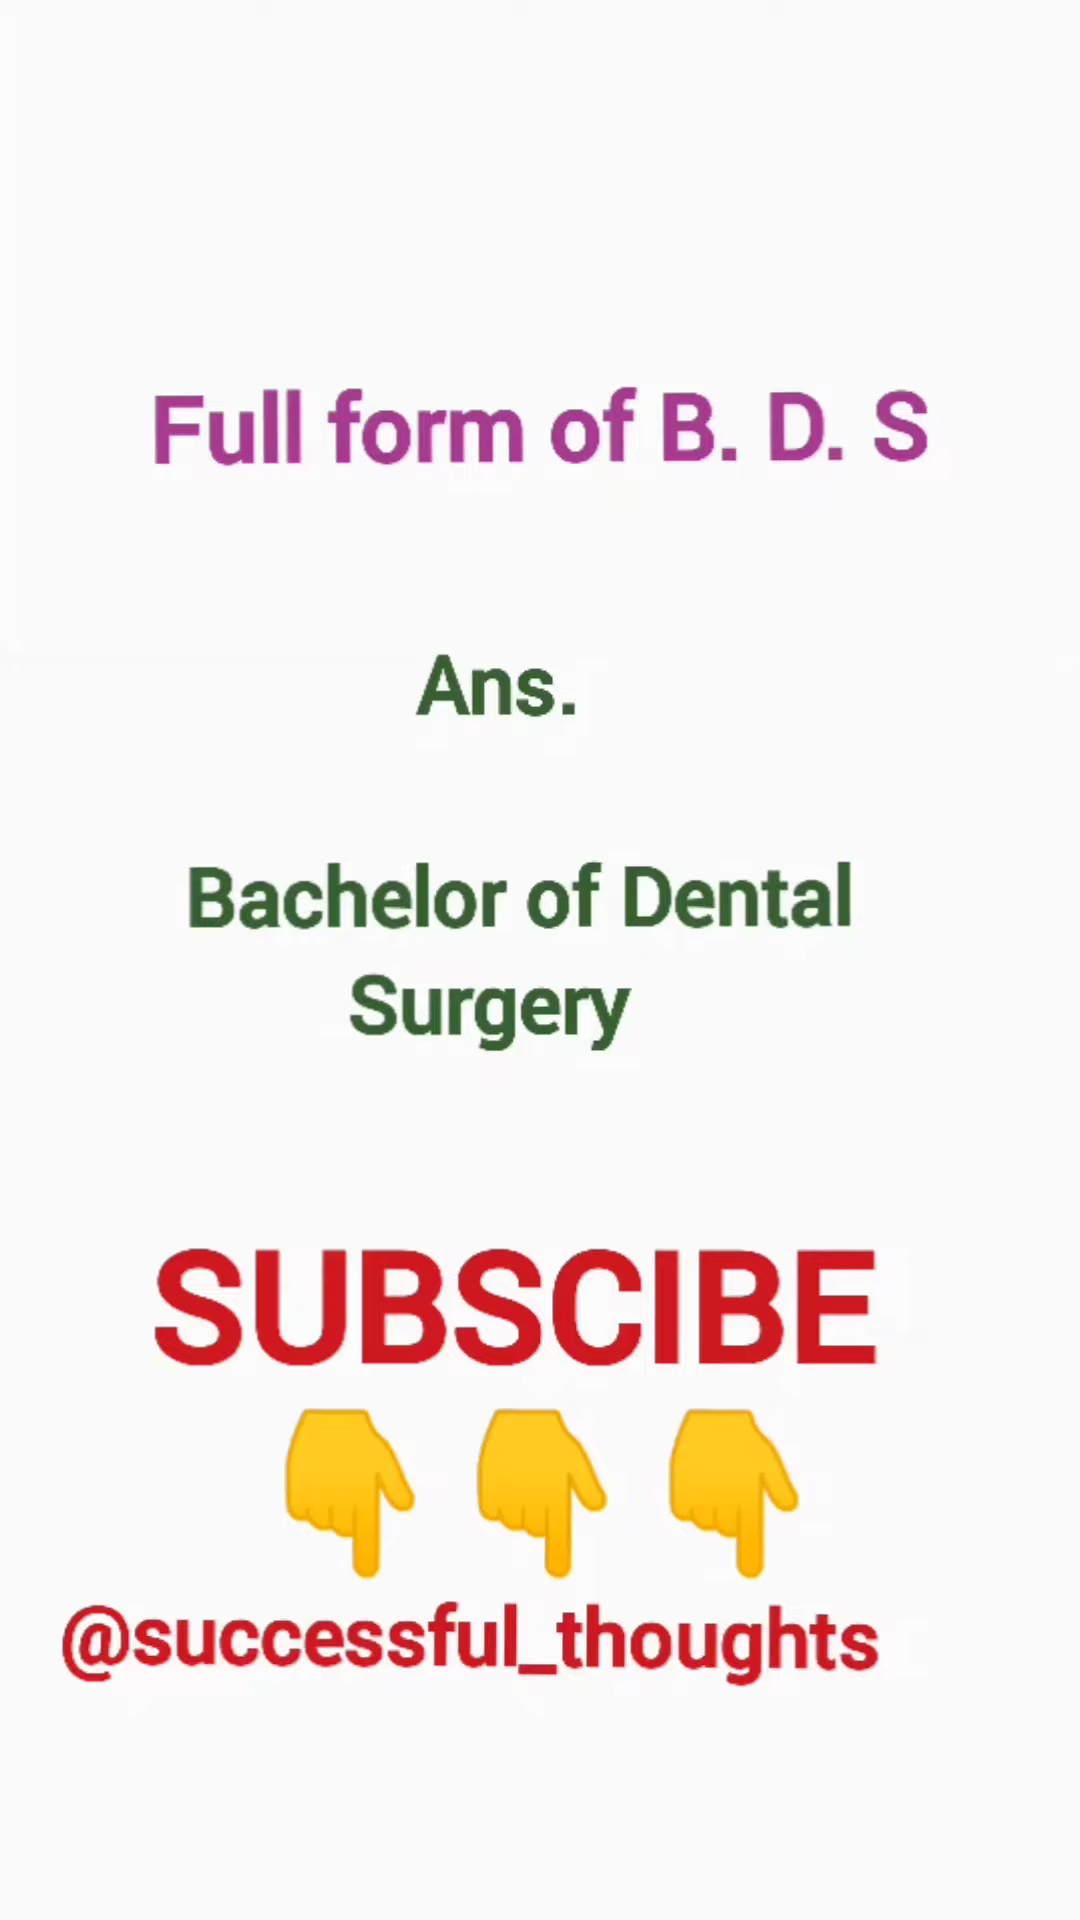 Full form of B. D. S
Ans.
Bachelor of Dental
Surgery
SUBSCIBE
👇👇👇
@successful_thoughts